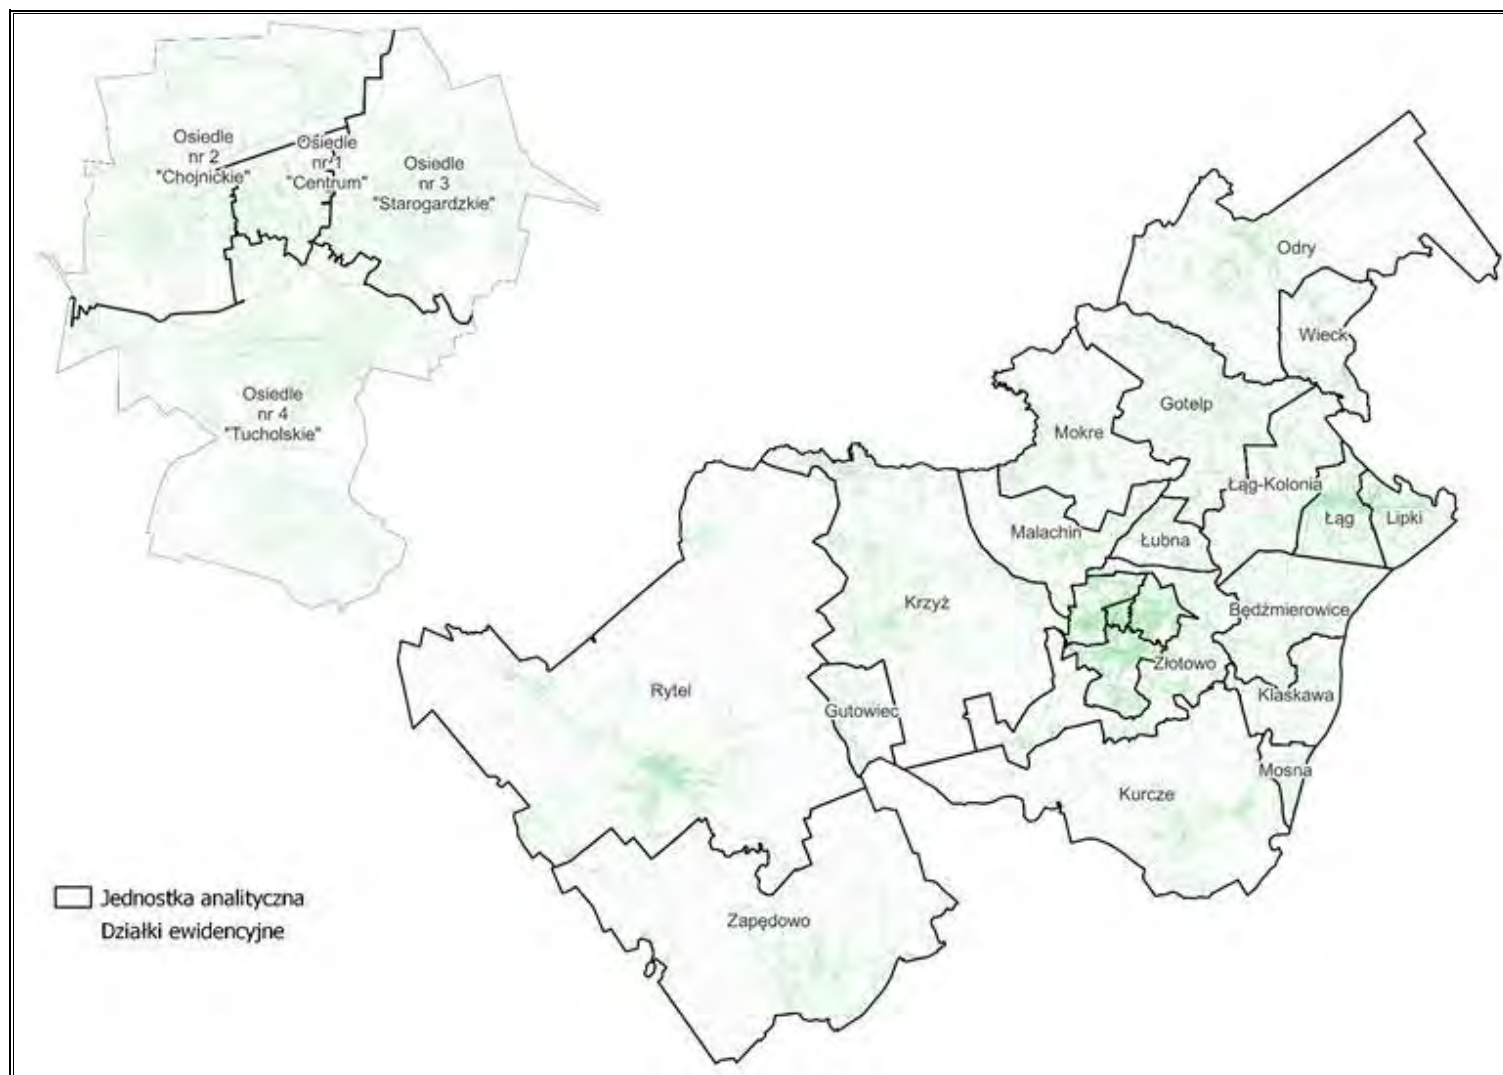 Osiedle
nr 2
"Chojnickie"
Osiedle
nr 1
"Centrum"
Osiedle
nr 3
"Starogardzkie"
Osiedle
nr 4
"Tucholskie"
Odry
Wieck
Gotelp
Mokre
Łąg-Kolonia
Łąg
Lipki
Malachin
Łubna
Krzyż
Będźmierowice
Złotowo
Rytel
Gutowiec
Klaskawa
Mosna
Kurcze
Zapędowo
Jednostka analityczna
Działki ewidencyjne